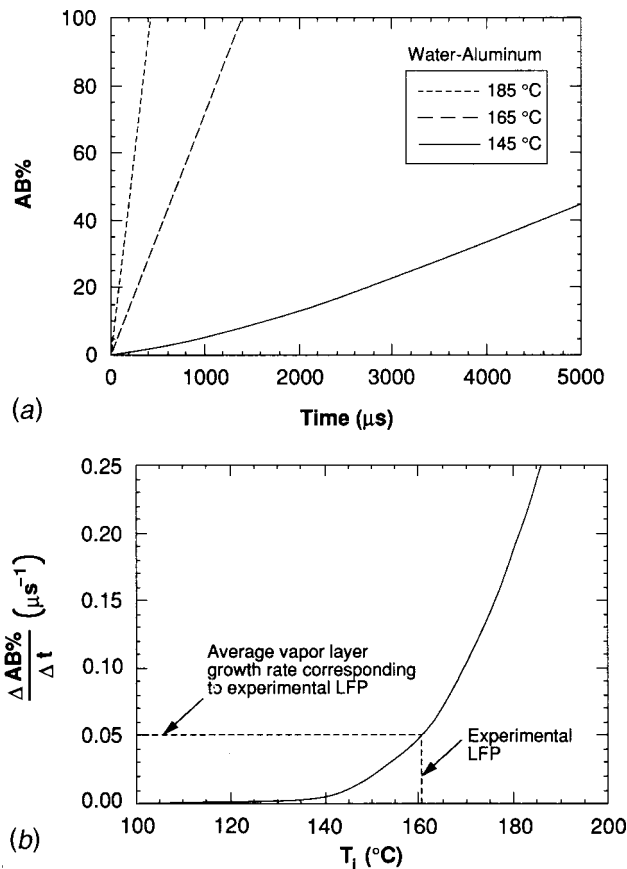 100
80
60
40
20
0
AB%
Water-Aluminum
185 °C
165 °C
145 °C
0 1000 2000 3000 4000 5000
Time (μs)
(a)
0.25
0.20
0.15
0.10
0.05
0.00
Δ AB%
Δ t
(μs⁻¹)
Average vapor layer
growth rate corresponding
to experimental LFP
Experimental
LFP
100 120 140 160 180 200
Ti (°C)
(b)